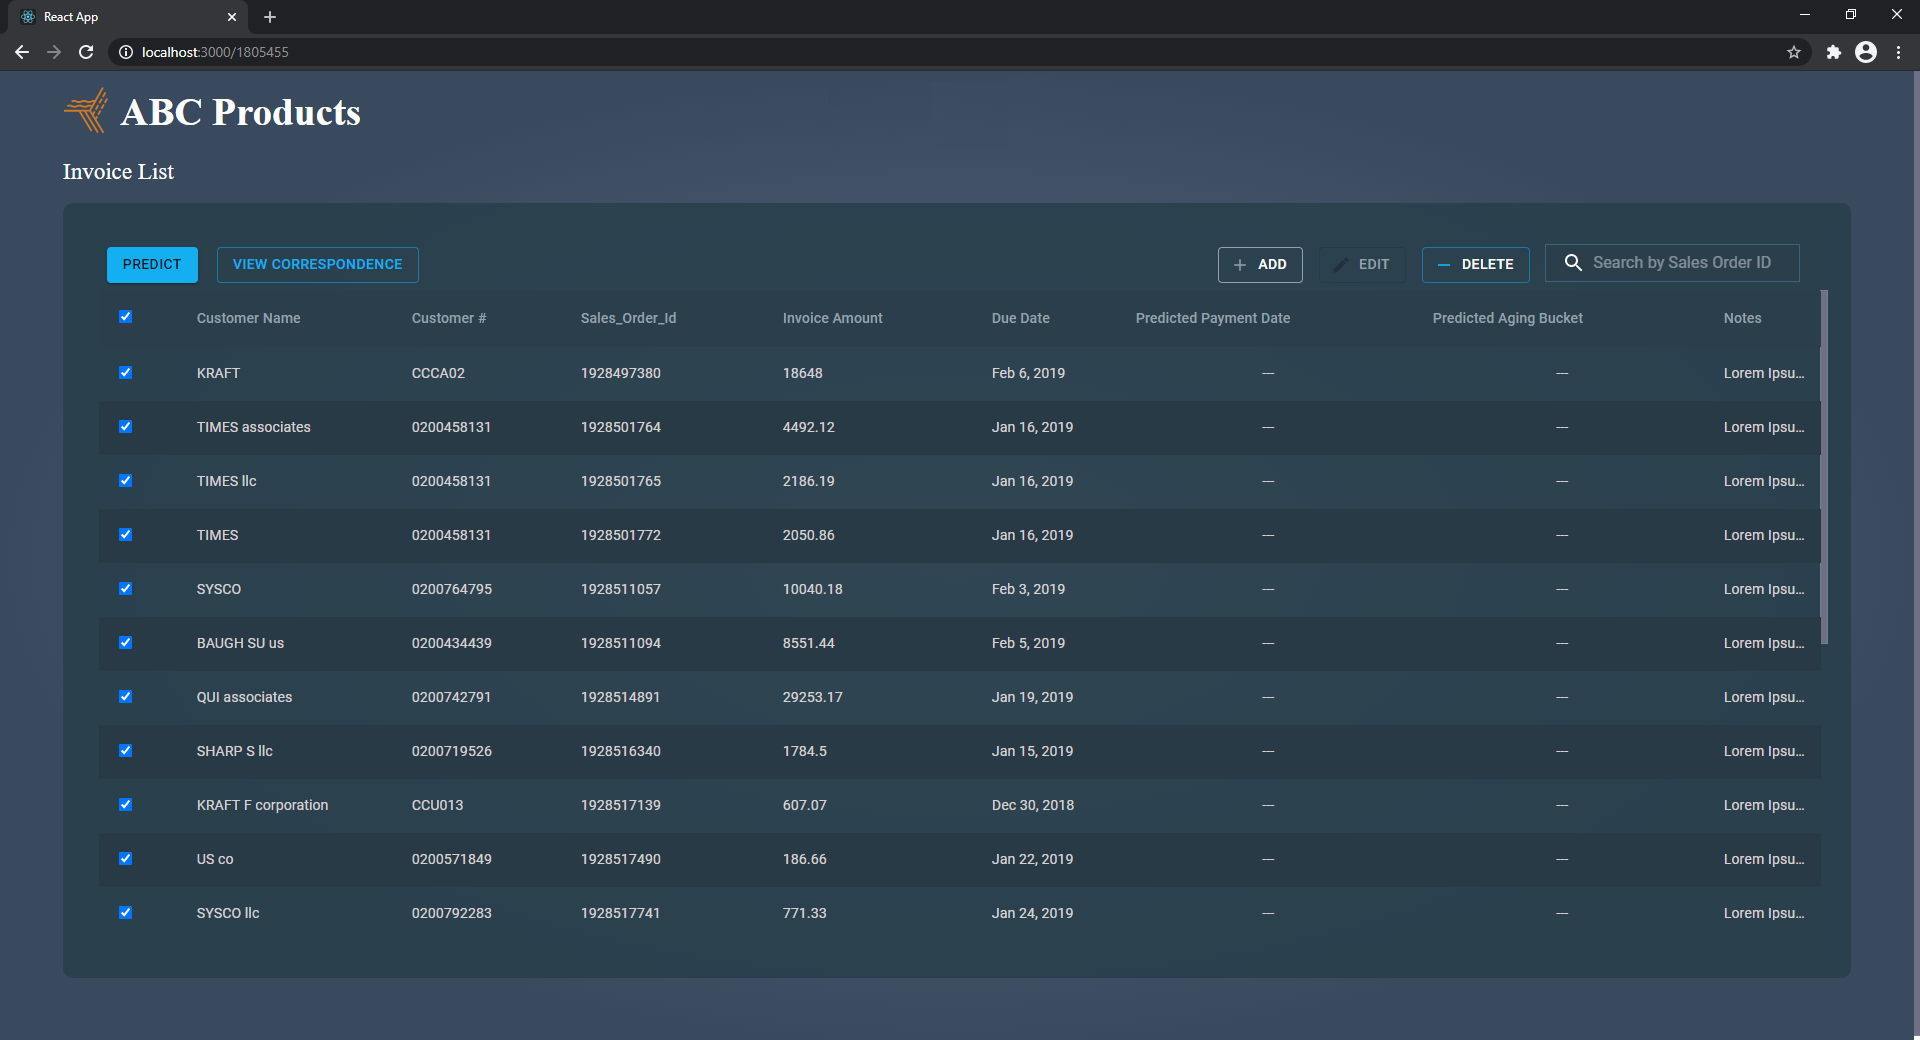 React App
localhost:3000/1805455
ABC Products
Invoice List
PREDICT VIEW CORRESPONDENCE ADD EDIT DELETE Search by Sales Order ID
Customer Name Customer # Sales_Order_Id Invoice Amount Due Date Predicted Payment Date Predicted Aging Bucket Notes
KRAFT CCCA02 1928497380 18648 Feb 6, 2019 --- --- Lorem Ipsu...
TIMES associates 0200458131 1928501764 4492.12 Jan 16, 2019 --- --- Lorem Ipsu...
TIMES llc 0200458131 1928501765 2186.19 Jan 16, 2019 --- --- Lorem Ipsu...
TIMES 0200458131 1928501772 2050.86 Jan 16, 2019 --- --- Lorem Ipsu...
SYSCO 0200764795 1928511057 10040.18 Feb 3, 2019 --- --- Lorem Ipsu...
BAUGH SU us 0200434439 1928511094 8551.44 Feb 5, 2019 --- --- Lorem Ipsu...
QUI associates 0200742791 1928514891 29253.17 Jan 19, 2019 --- --- Lorem Ipsu...
SHARP S llc 0200719526 1928516340 1784.5 Jan 15, 2019 --- --- Lorem Ipsu...
KRAFT F corporation CCU013 1928517139 607.07 Dec 30, 2018 --- --- Lorem Ipsu...
US co 0200571849 1928517490 186.66 Jan 22, 2019 --- --- Lorem Ipsu...
SYSCO llc 0200792283 1928517741 771.33 Jan 24, 2019 --- --- Lorem Ipsu...